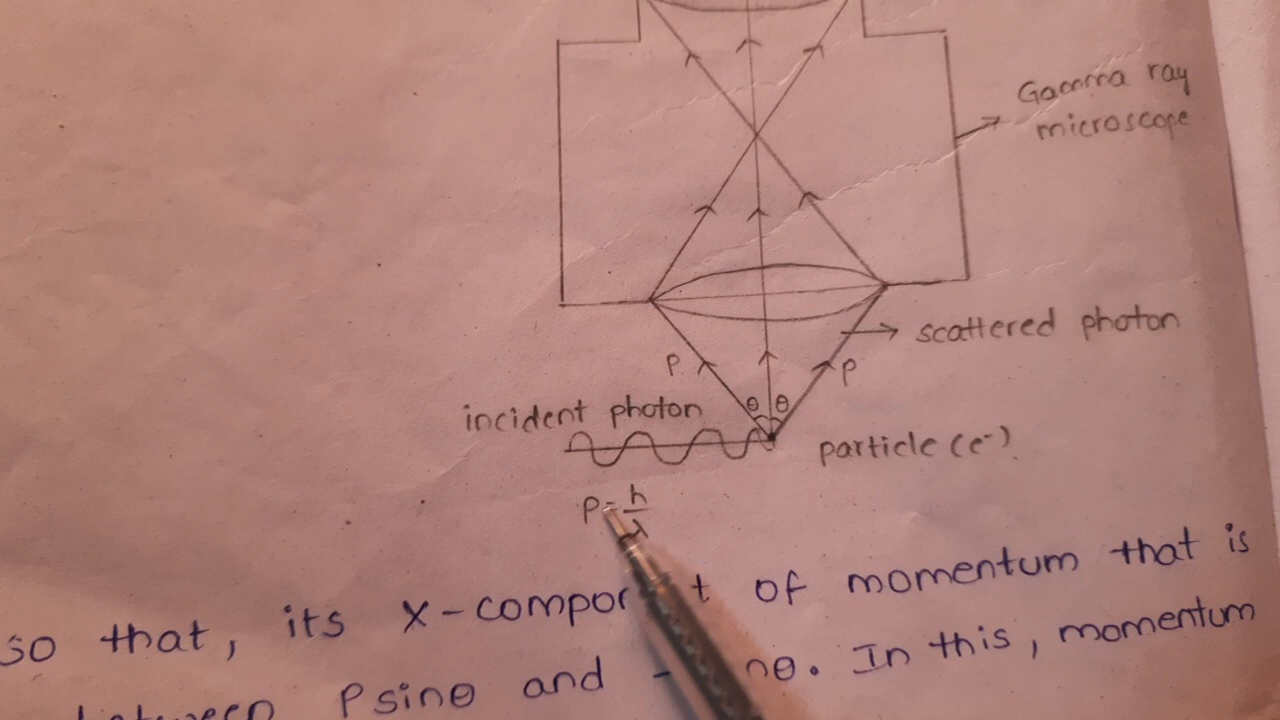 Gamma ray
microscope
scattered photon
P
P
θ θ
incident photon
particle (e⁻)
P = h
so that, its x- of momentum that is
Psinθ and - In this, momentum